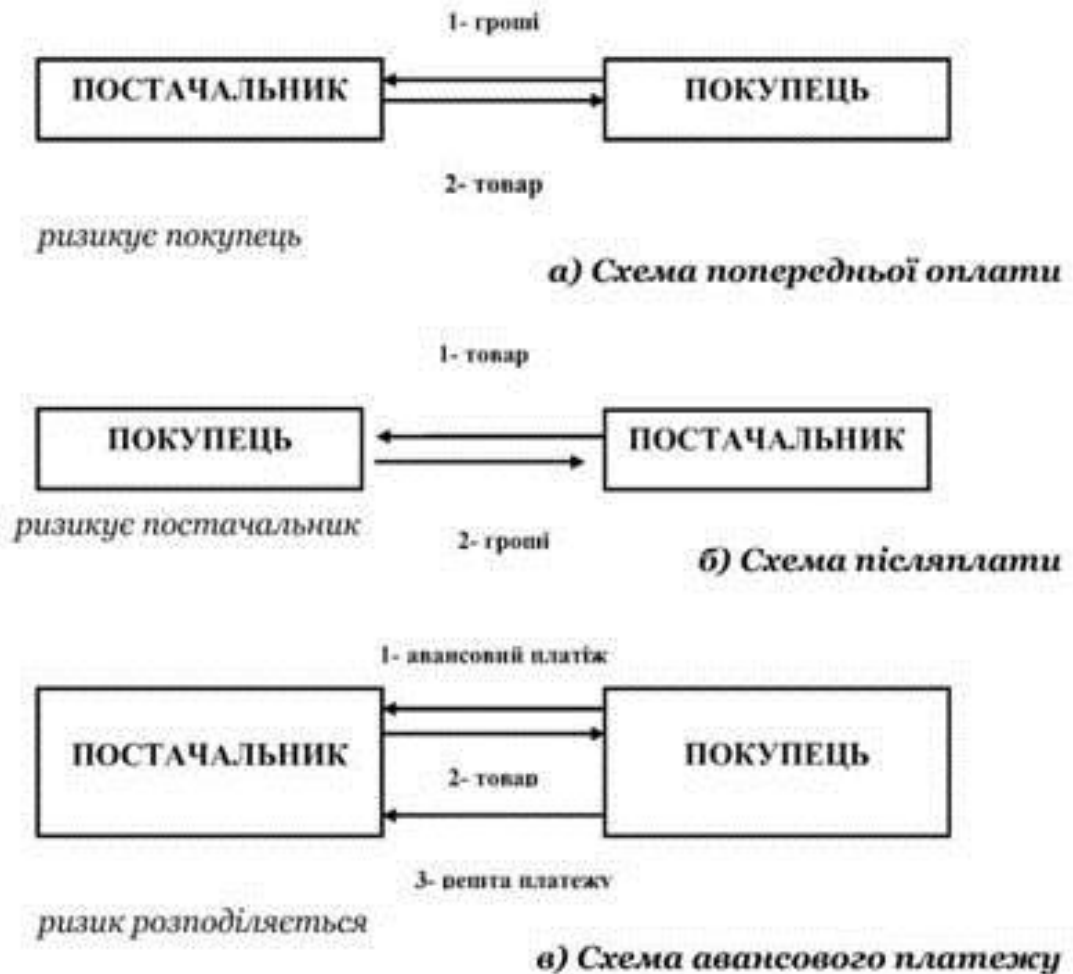 1- гроші
ПОСТАЧАЛЬНИК ПОКУПЕЦЬ
2- товар
ризикує покупець
а) Схема попередньої оплати
1- товар
ПОКУПЕЦЬ ПОСТАЧАЛЬНИК
ризикує постачальник
2- гроші
б) Схема післяплати
1- авансовий платіж
ПОСТАЧАЛЬНИК ПОКУПЕЦЬ
2- товар
3- решта платежу
ризик розподіляється
в) Схема авансового платежу